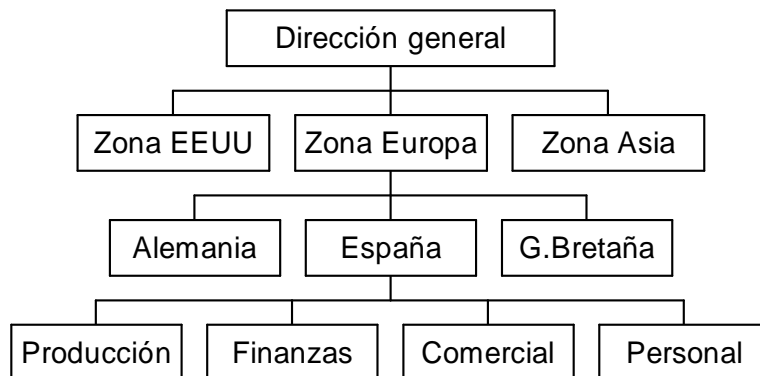 Dirección general
Zona EEUU
Zona Europa
Zona Asia
Alemania
España
G.Bretaña
Producción
Finanzas
Comercial
Personal